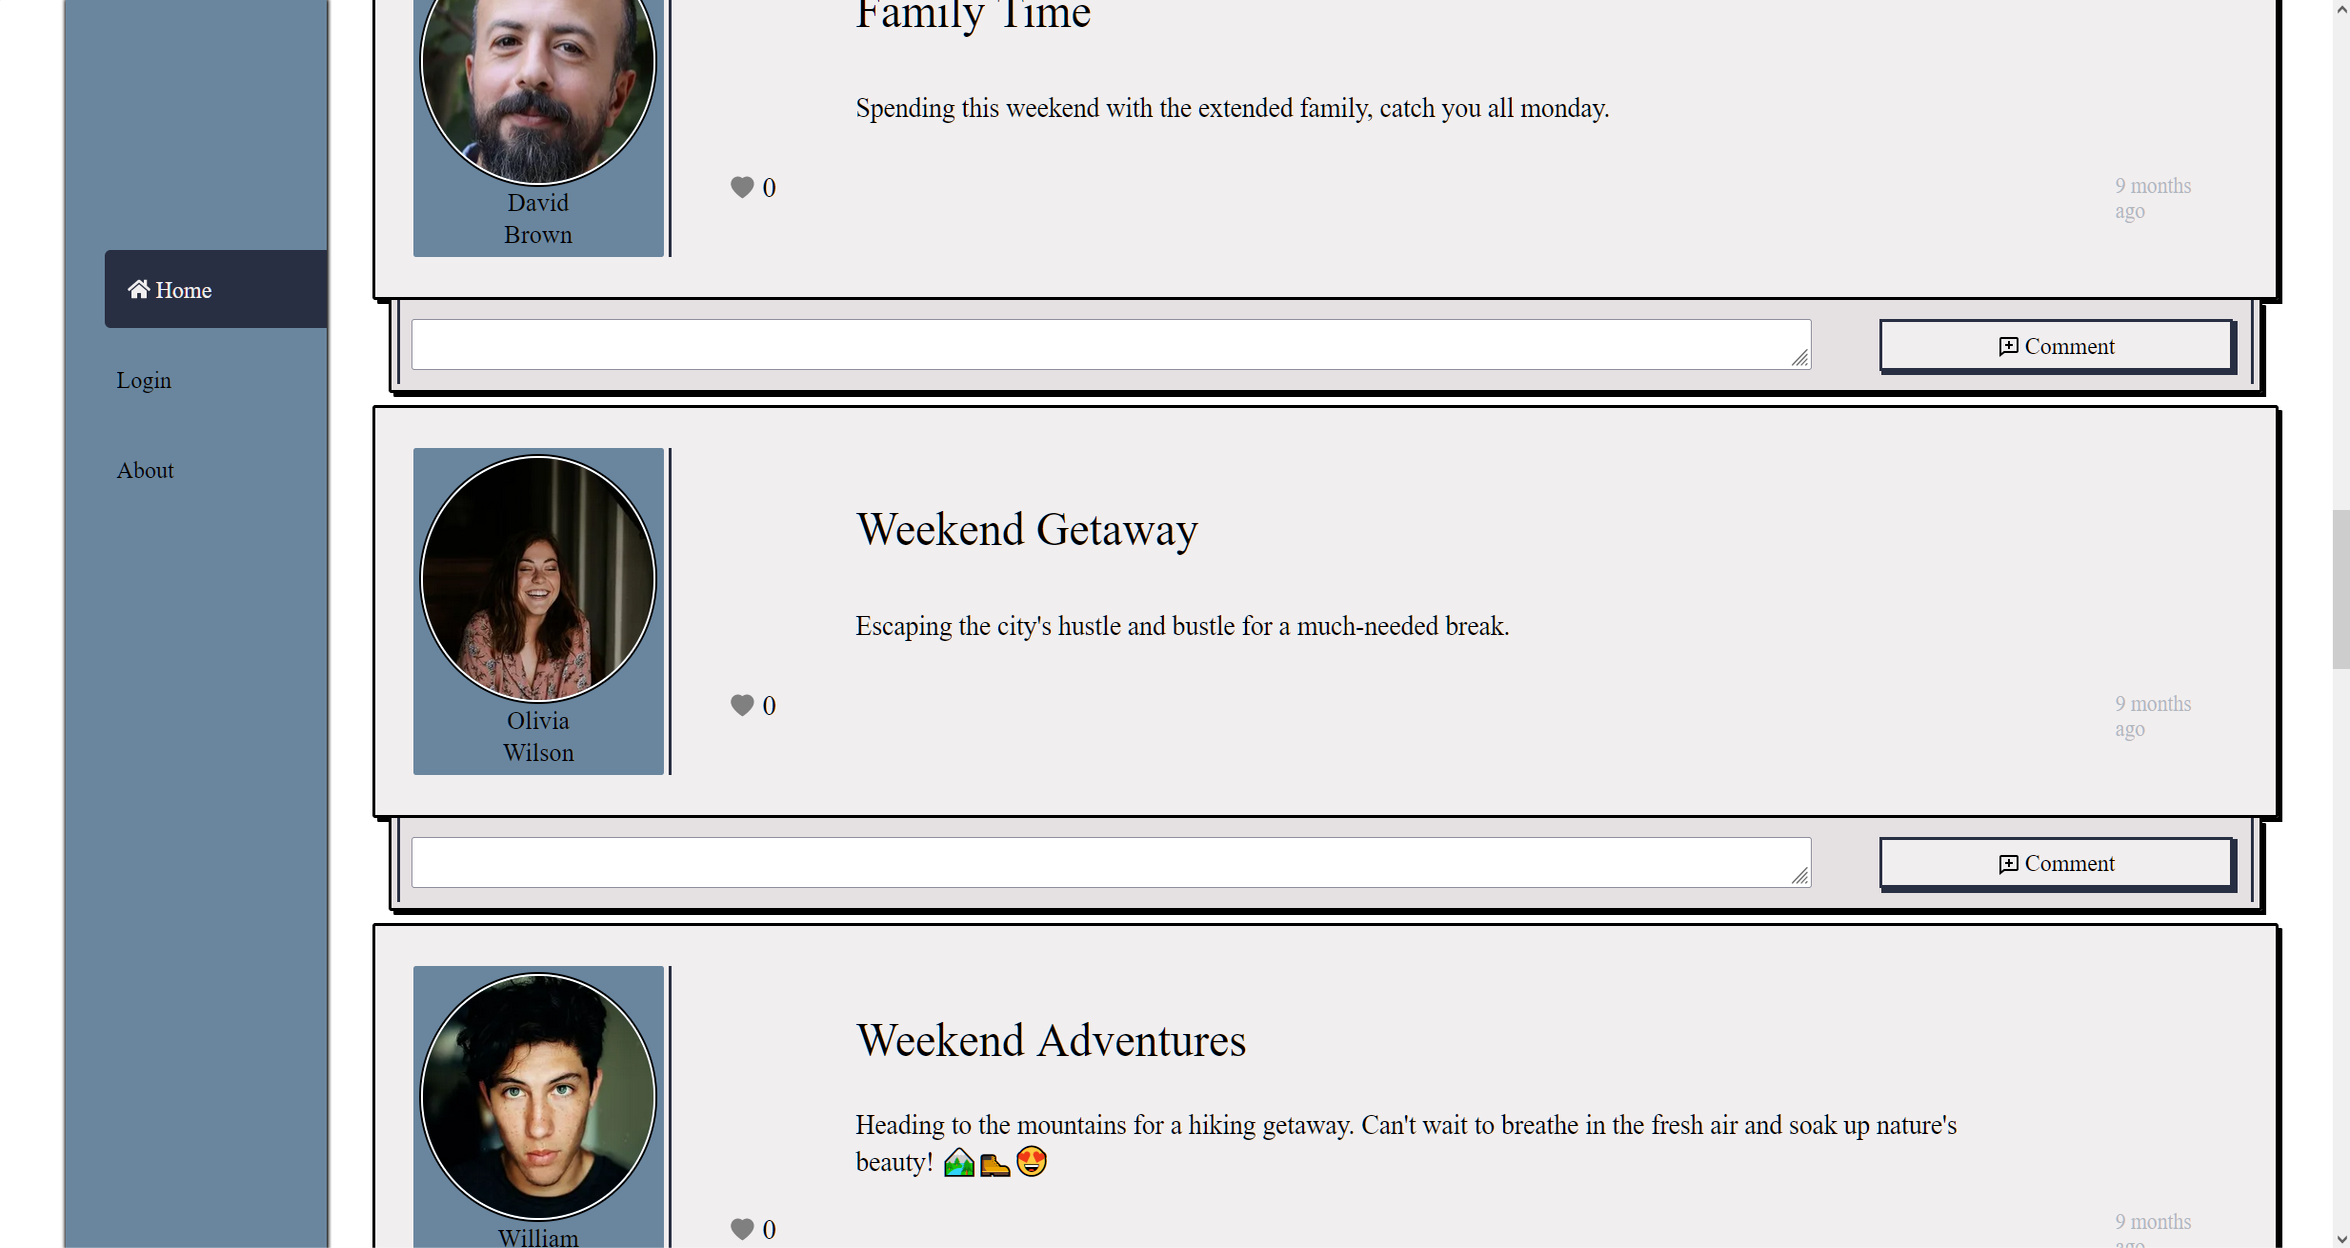 Home
Login
About
Family Time
Spending this weekend with the extended family, catch you all monday.
David
Brown
0
9 months
ago
Comment
Weekend Getaway
Escaping the city's hustle and bustle for a much-needed break.
Olivia
Wilson
0
9 months
ago
Comment
Weekend Adventures
Heading to the mountains for a hiking getaway. Can't wait to breathe in the fresh air and soak up nature's
beauty! 🏞️🥾😍
William
0
9 months
ago